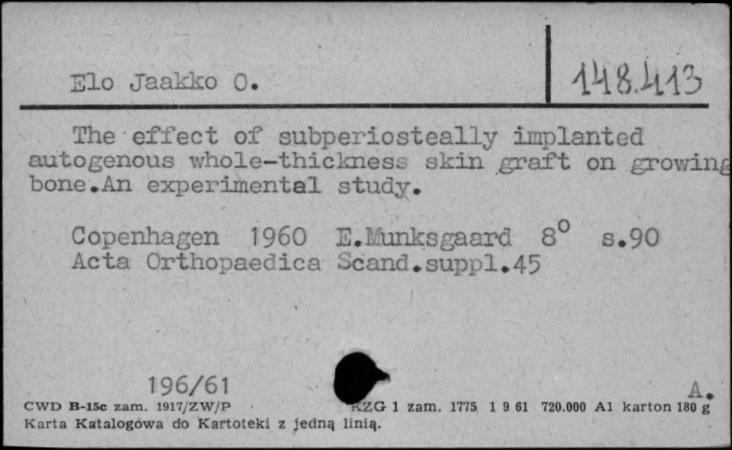 Elo Jaakko O.
148.413
The effect of subperiosteally implanted
autogenous whole-thickness skin graft on growing
bone.An experimental study.
Copenhagen 1960 E.Munksgaard 8° s.90
Acta Orthopaedica Scand.suppl.45
196/61
A.
CWD B-15c zam. 1917/ZW/P KZG 1 zam. 1775 1 9 61 720.000 A1 karton 180 g
Karta Katalogowa do Kartoteki z jedną linią.